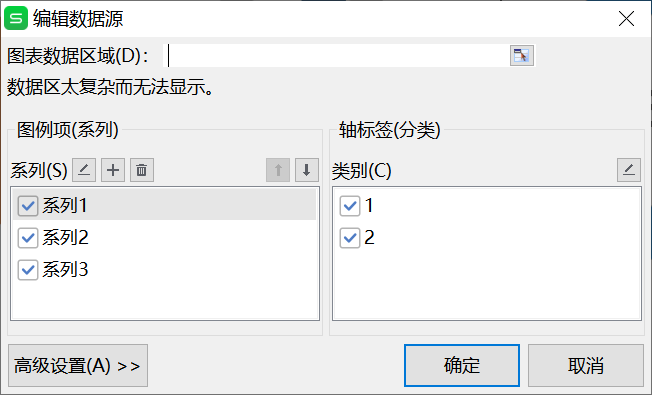 编辑数据源
图表数据区域(D)：
数据区太复杂而无法显示。
图例项(系列)
系列(S)
系列1
系列2
系列3
轴标签(分类)
类别(C)
1
2
高级设置(A) >>
确定
取消